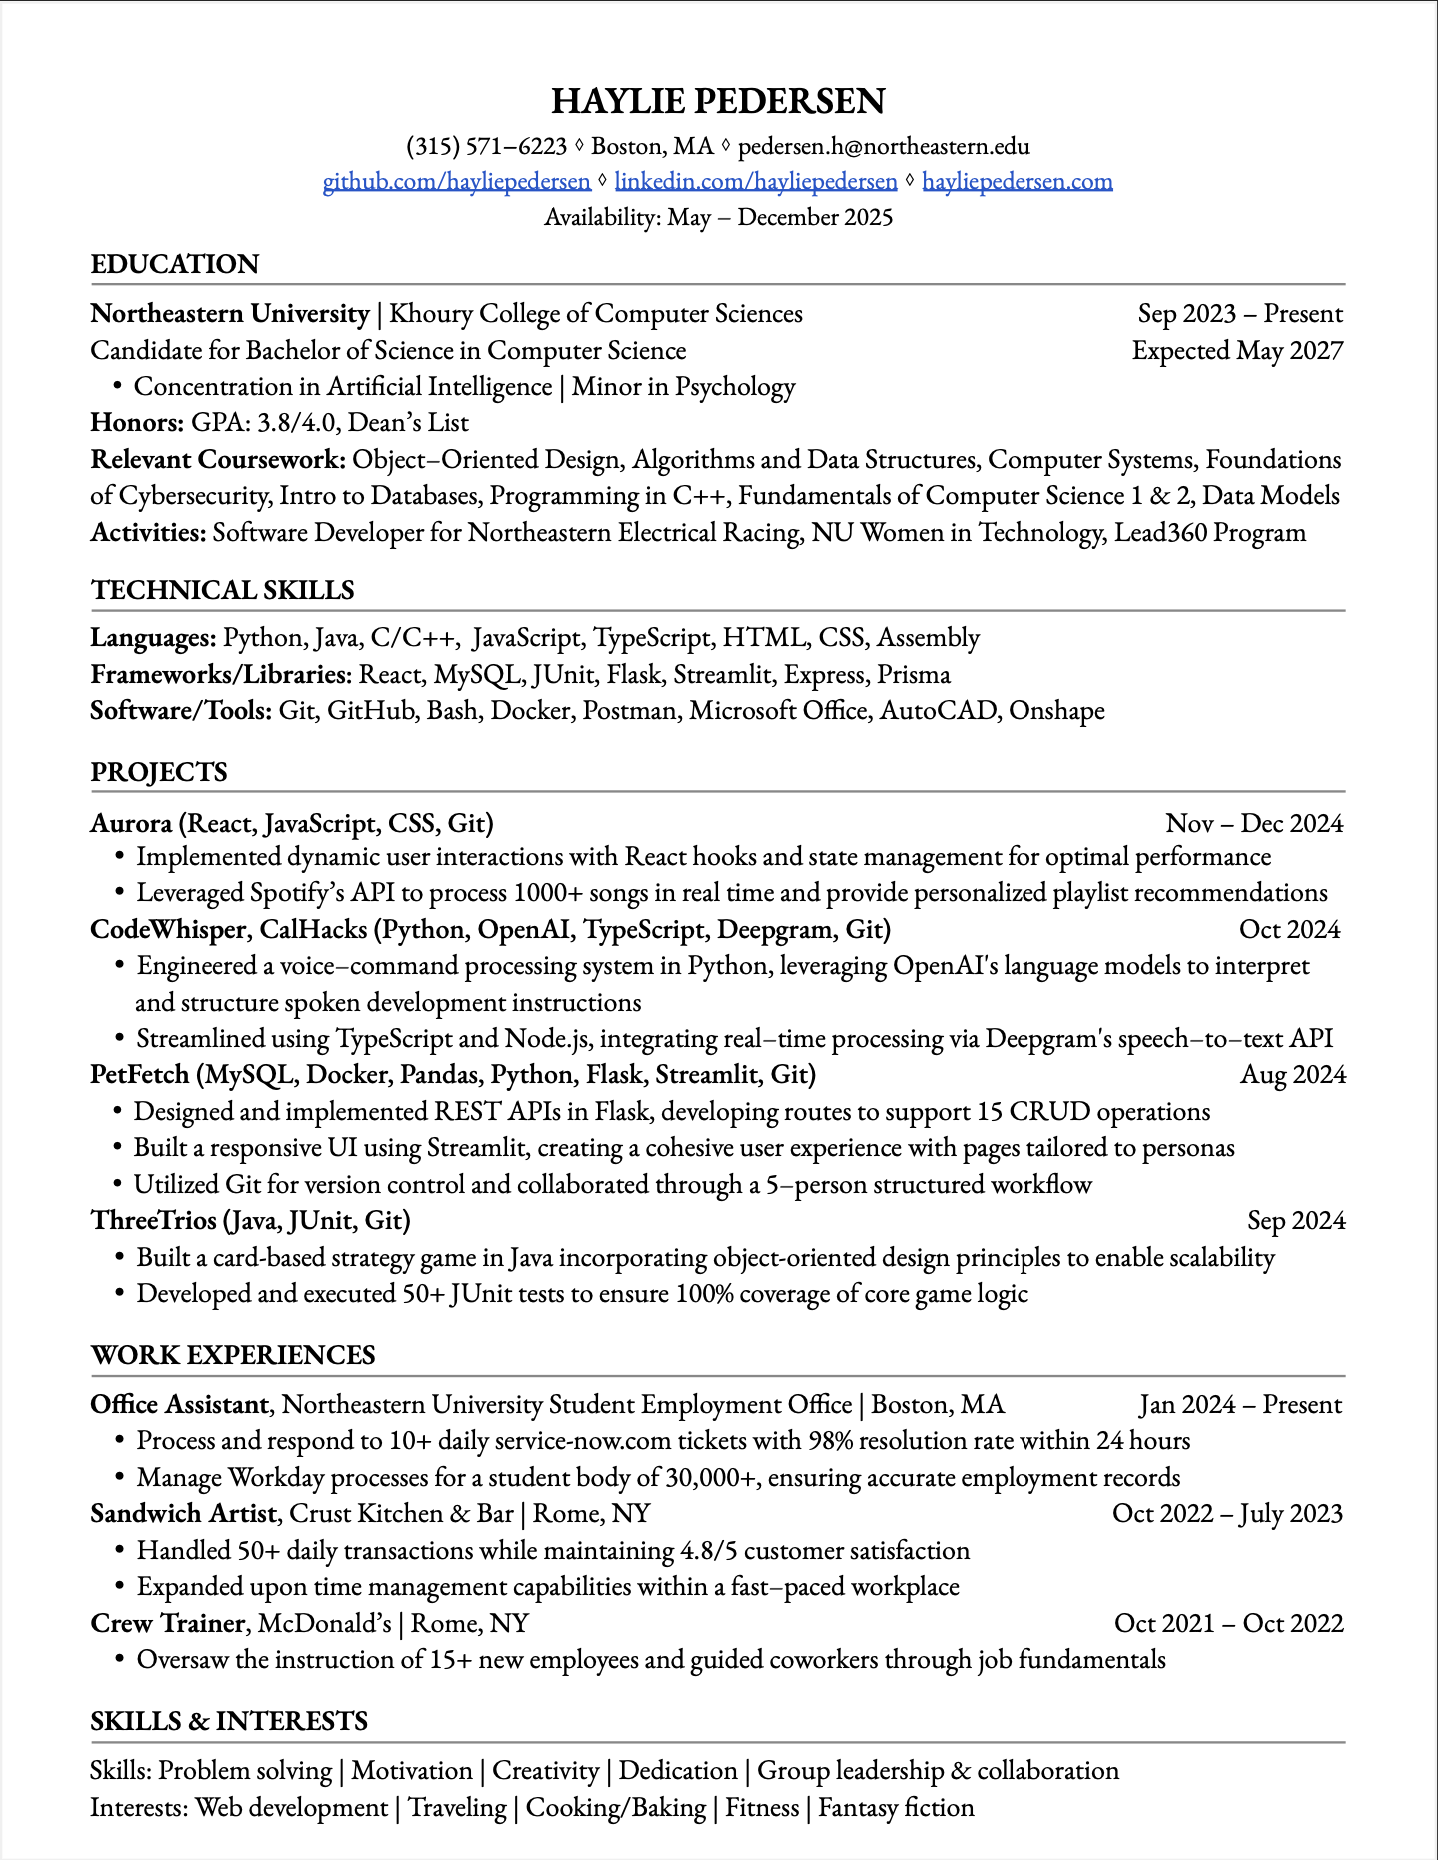 HAYLIE PEDERSEN
(315) 571–6223 ◊ Boston, MA ◊ pedersen.h@northeastern.edu
github.com/hayliepedersen ◊ linkedin.com/hayliepedersen ◊ hayliepedersen.com
Availability: May – December 2025
EDUCATION
Northeastern University | Khoury College of Computer Sciences Sep 2023 – Present
Candidate for Bachelor of Science in Computer Science Expected May 2027
• Concentration in Artificial Intelligence | Minor in Psychology
Honors: GPA: 3.8/4.0, Dean’s List
Relevant Coursework: Object–Oriented Design, Algorithms and Data Structures, Computer Systems, Foundations
of Cybersecurity, Intro to Databases, Programming in C++, Fundamentals of Computer Science 1 & 2, Data Models
Activities: Software Developer for Northeastern Electrical Racing, NU Women in Technology, Lead360 Program
TECHNICAL SKILLS
Languages: Python, Java, C/C++, JavaScript, TypeScript, HTML, CSS, Assembly
Frameworks/Libraries: React, MySQL, JUnit, Flask, Streamlit, Express, Prisma
Software/Tools: Git, GitHub, Bash, Docker, Postman, Microsoft Office, AutoCAD, Onshape
PROJECTS
Aurora (React, JavaScript, CSS, Git) Nov – Dec 2024
• Implemented dynamic user interactions with React hooks and state management for optimal performance
• Leveraged Spotify’s API to process 1000+ songs in real time and provide personalized playlist recommendations
CodeWhisper, CalHacks (Python, OpenAI, TypeScript, Deepgram, Git) Oct 2024
• Engineered a voice–command processing system in Python, leveraging OpenAI's language models to interpret
and structure spoken development instructions
• Streamlined using TypeScript and Node.js, integrating real–time processing via Deepgram's speech–to–text API
PetFetch (MySQL, Docker, Pandas, Python, Flask, Streamlit, Git) Aug 2024
• Designed and implemented REST APIs in Flask, developing routes to support 15 CRUD operations
• Built a responsive UI using Streamlit, creating a cohesive user experience with pages tailored to personas
• Utilized Git for version control and collaborated through a 5–person structured workflow
ThreeTrios (Java, JUnit, Git) Sep 2024
• Built a card-based strategy game in Java incorporating object-oriented design principles to enable scalability
• Developed and executed 50+ JUnit tests to ensure 100% coverage of core game logic
WORK EXPERIENCES
Office Assistant, Northeastern University Student Employment Office | Boston, MA Jan 2024 – Present
• Process and respond to 10+ daily service-now.com tickets with 98% resolution rate within 24 hours
• Manage Workday processes for a student body of 30,000+, ensuring accurate employment records
Sandwich Artist, Crust Kitchen & Bar | Rome, NY Oct 2022 – July 2023
• Handled 50+ daily transactions while maintaining 4.8/5 customer satisfaction
• Expanded upon time management capabilities within a fast–paced workplace
Crew Trainer, McDonald’s | Rome, NY Oct 2021 – Oct 2022
• Oversaw the instruction of 15+ new employees and guided coworkers through job fundamentals
SKILLS & INTERESTS
Skills: Problem solving | Motivation | Creativity | Dedication | Group leadership & collaboration
Interests: Web development | Traveling | Cooking/Baking | Fitness | Fantasy fiction